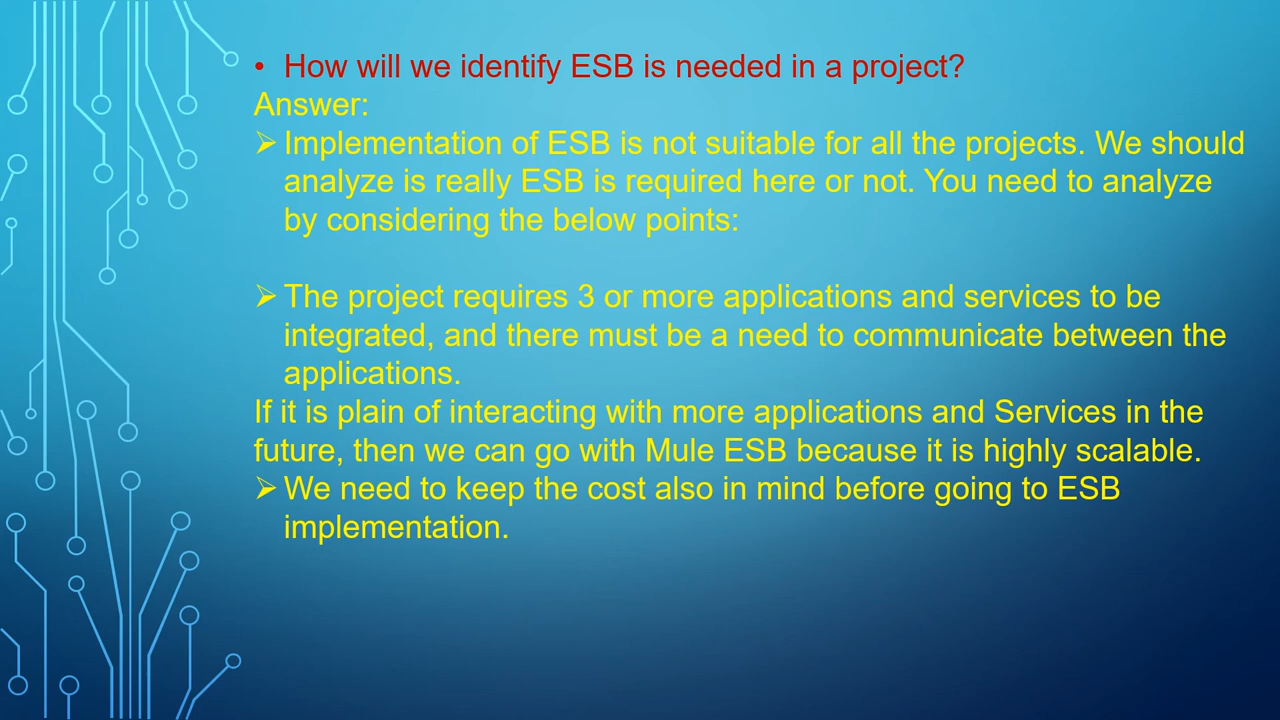 • How will we identify ESB is needed in a project?
Answer:
➢ Implementation of ESB is not suitable for all the projects. We should
analyze is really ESB is required here or not. You need to analyze
by considering the below points:
➢ The project requires 3 or more applications and services to be
integrated, and there must be a need to communicate between the
applications.
If it is plain of interacting with more applications and Services in the
future, then we can go with Mule ESB because it is highly scalable.
➢ We need to keep the cost also in mind before going to ESB
implementation.